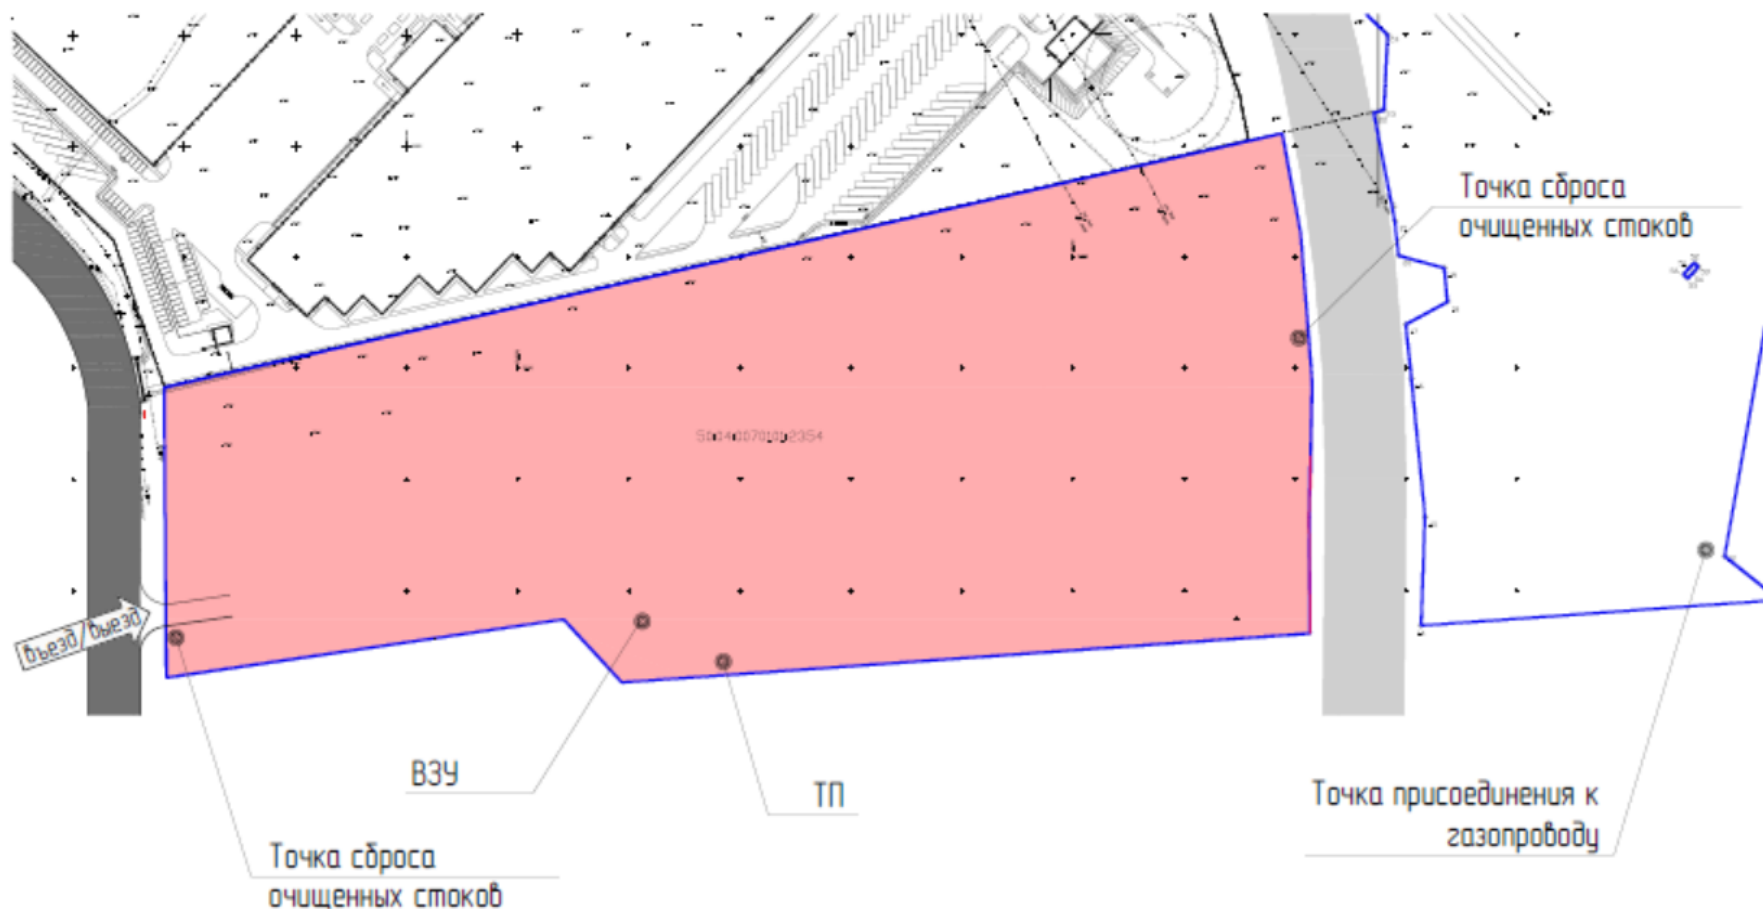 Точка сброса
очищенных стоков
въезд/выезд
ВЗУ
ТП
Точка присоединения к
газопроводу
Точка сброса
очищенных стоков